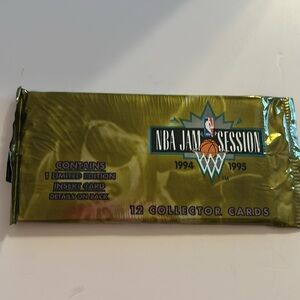 NBA JAM SESSION
1994 1995
CONTAINS
1 LIMITED EDITION
INSERT CARD
DETAILS ON BACK
12 COLLECTOR CARDS